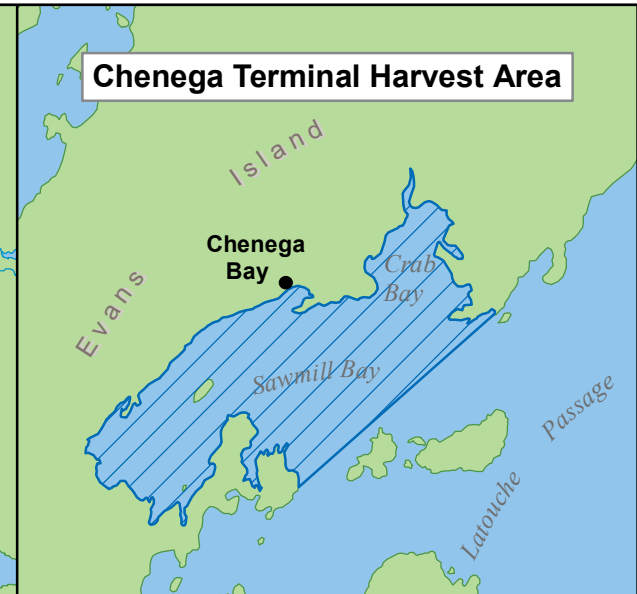 Chenega Terminal Harvest Area
Evans Island
Chenega
Bay
Crab
Bay
Sawmill Bay
Latouche Passage